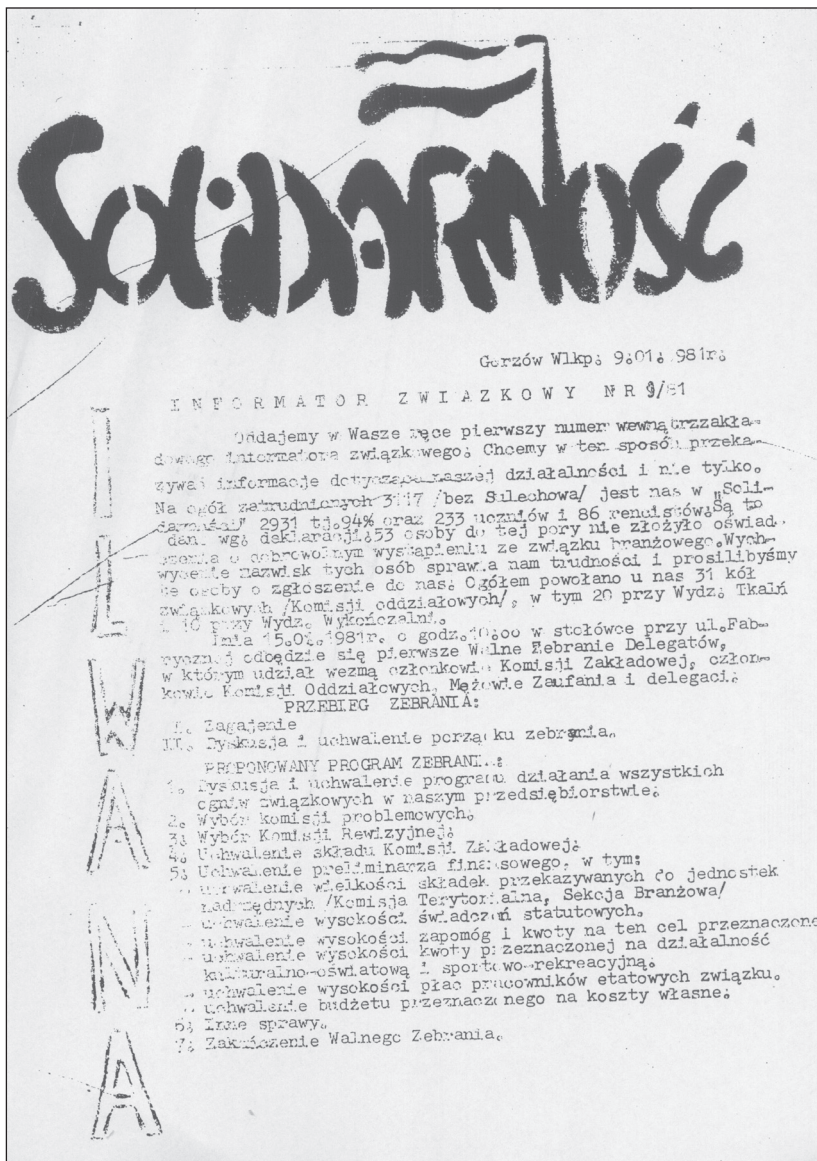 SOLIDARNOŚĆ
Gorzów Wlkp; 9;01; 981r;
INFORMATOR ZWIĄZKOWY NR 9/81
Oddajemy w Wasze ręce pierwszy numer wewnątrzzakła-
dowego informatora związkowego; Chcemy w ten sposób przeka-
zywać informacje dotyczące naszej działalności i nie tylko.
Na ogół zatrudnionych 3117 /bez Sulechowa/ jest nas w „Soli-
darności" 2931 tj.94% oraz 233 uczniów i 86 rencistów;Są to
dani wg; deklaracji;53 osoby do tej pory nie złożyło oświad-
czenia o dobrowolnym wystąpieniu ze związku branżowego.Wych-
wycenie nazwisk tych osób sprawia nam trudności i prosilibyśmy
te osoby o zgłoszenie do nas; Ogółem powołano u nas 31 kół
związkowych /Komisji oddziałowych/, w tym 20 przy Wydz; Tkalń
i 10 przy Wydz. Wykończalni.
Dnia 15.01.1981r. o godz.10;oo w stołówce przy ul.Fab-
rycznej odbędzie się pierwsze Walne Zebranie Delegatów,
w którym udział wezmą członkowie Komisji Zakładowej, człon-
kowie Komisji Oddziałowych, Mężowie Zaufania i delegaci;
PRZEBIEG ZEBRANIA:
I. Zagajenie
II. Dyskusja i uchwalenie porządku zebrania.
PROPONOWANY PROGRAM ZEBRANI..:
1. Dyskusja i uchwalenie programu działania wszystkich
ogniw związkowych w naszym przedsiębiorstwie;
2. Wybór komisji problemowych;
3; Wybór Komisji Rewizyjnej;
4; Uchwalenie składu Komisji Zakładowej;
5; Uchwalenie preliminarza finansowego, w tym:
- uchwalenie wielkości składek przekazywanych do jednostek
nadrzędnych /Komisja Terytorialna, Sekcja Branżowa/
- uchwalenie wysokości świadczeń statutowych.
- uchwalenie wysokości zapomóg i kwoty na ten cel przeznaczone
- uchwalenie wysokości kwoty przeznaczonej na działalność
kulturalno-oświatową i sportowo-rekreacyjną;
- uchwalenie wysokości płac pracowników etatowych związku.
- uchwalenie budżetu przeznaczonego na koszty własne;
6; Inne sprawy.
7; Zakończenie Walnego Zebrania.
SILWANA